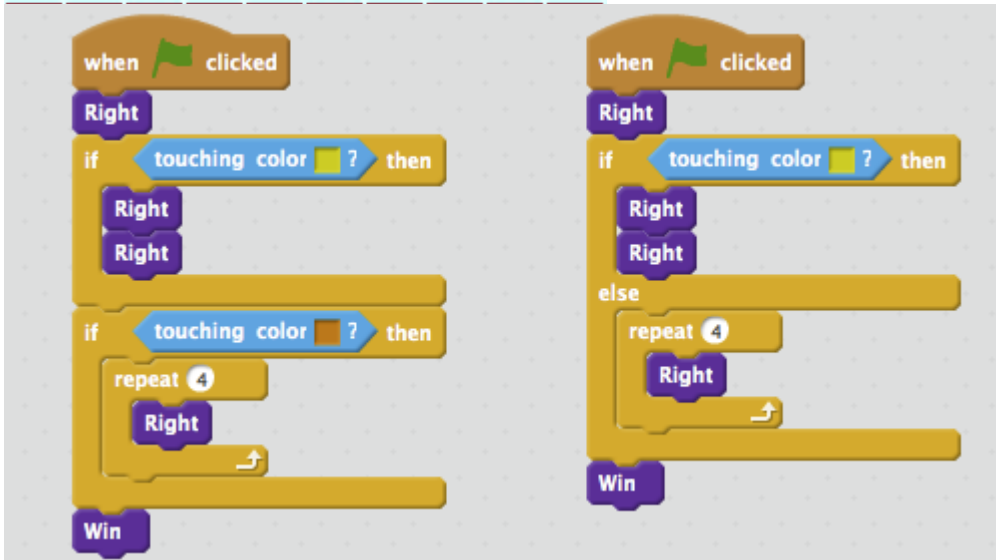 when clicked
Right
if touching color ? then
Right
Right
if touching color ? then
repeat 4
Right
Win
when clicked
Right
if touching color ? then
Right
Right
else
repeat 4
Right
Win